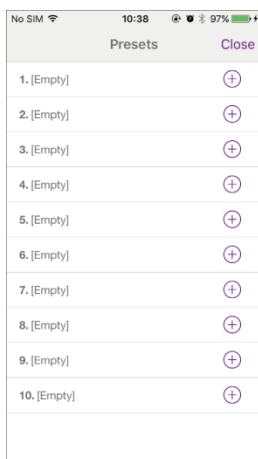 No SIM 10:38 97%
Presets Close
1. [Empty]
2. [Empty]
3. [Empty]
4. [Empty]
5. [Empty]
6. [Empty]
7. [Empty]
8. [Empty]
9. [Empty]
10. [Empty]